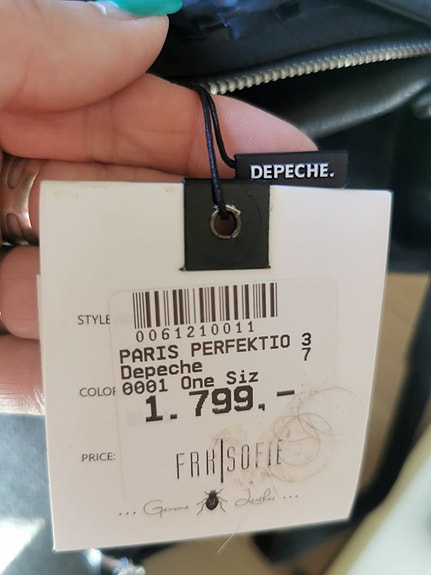 DEPECHE.
STYLE
0061210011
PARIS PERFEKTIO 3
7
Depeche
COLOR 0001 One Siz
1.799,-
PRICE:
FRK|SOFIE
... Genuine Leather ...